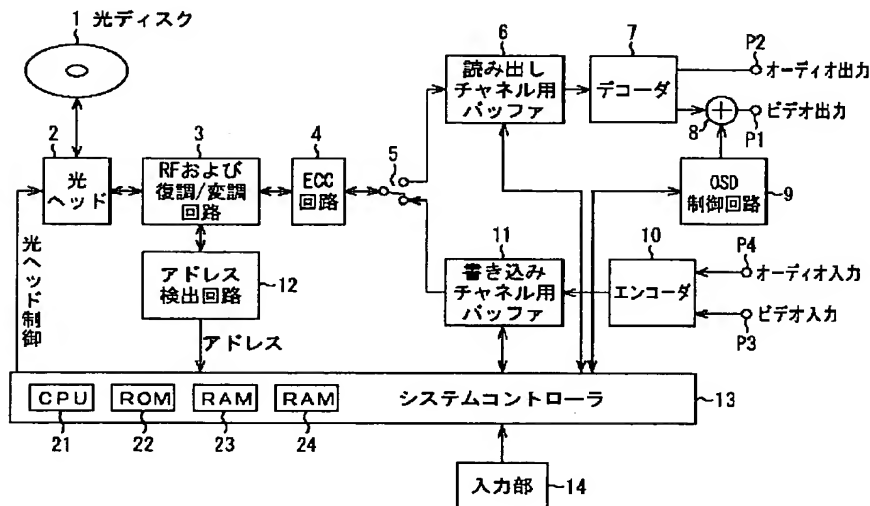 1 光ディスク
2
光
ヘッド
3
RFおよび
復調/変調
回路
4
ECC
回路
5
6
読み出し
チャネル用
バッファ
7
デコーダ
P2
オーディオ出力
8
ビデオ出力
P1
OSD
制御回路
9
10
エンコーダ
P4
オーディオ入力
ビデオ入力
P3
11
書き込み
チャネル用
バッファ
アドレス
検出回路
12
アドレス
光ヘッド制御
CPU
21
ROM
22
RAM
23
RAM
24
システムコントローラ
13
入力部
14